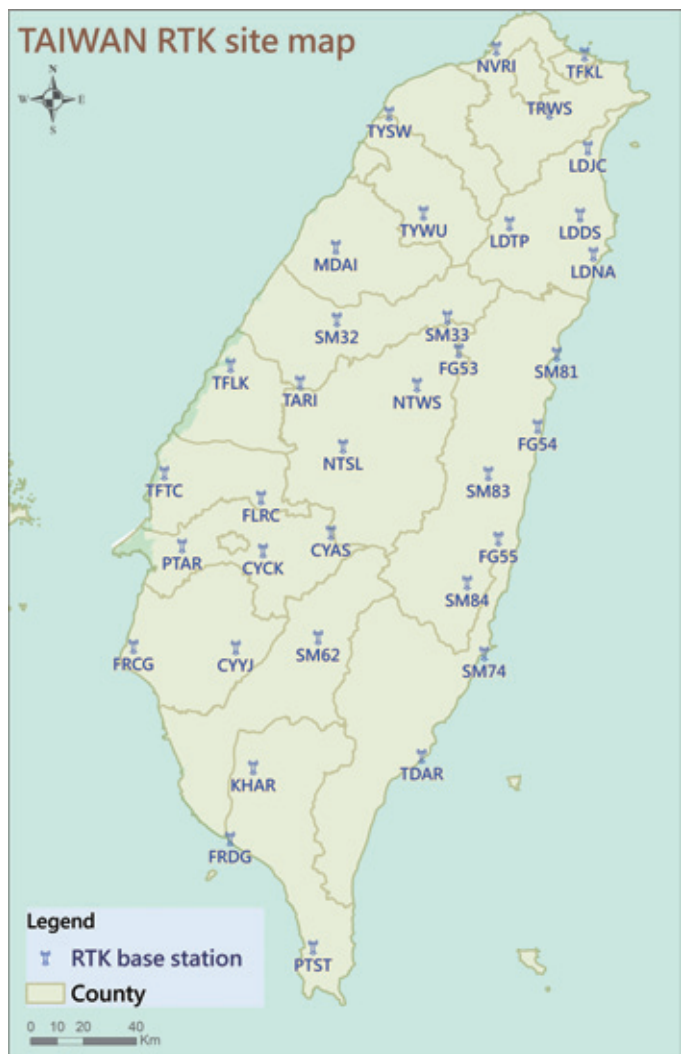 TAIWAN RTK site map
N
W E
S
NVRI
TFKL
TRWS
TYSW
LDJC
TYWU
LDTP
LDDS
MDAI
LDNA
SM32
SM33
FG53
SM81
TFLK
TARI
NTWS
FG54
NTSL
TFTC
SM83
FLRC
CYAS
PTAR
CYCK
FG55
SM84
FRCG
CYYJ
SM62
SM74
KHAR
TDAR
FRDG
PTST
Legend
RTK base station
County
0 10 20 40
Km